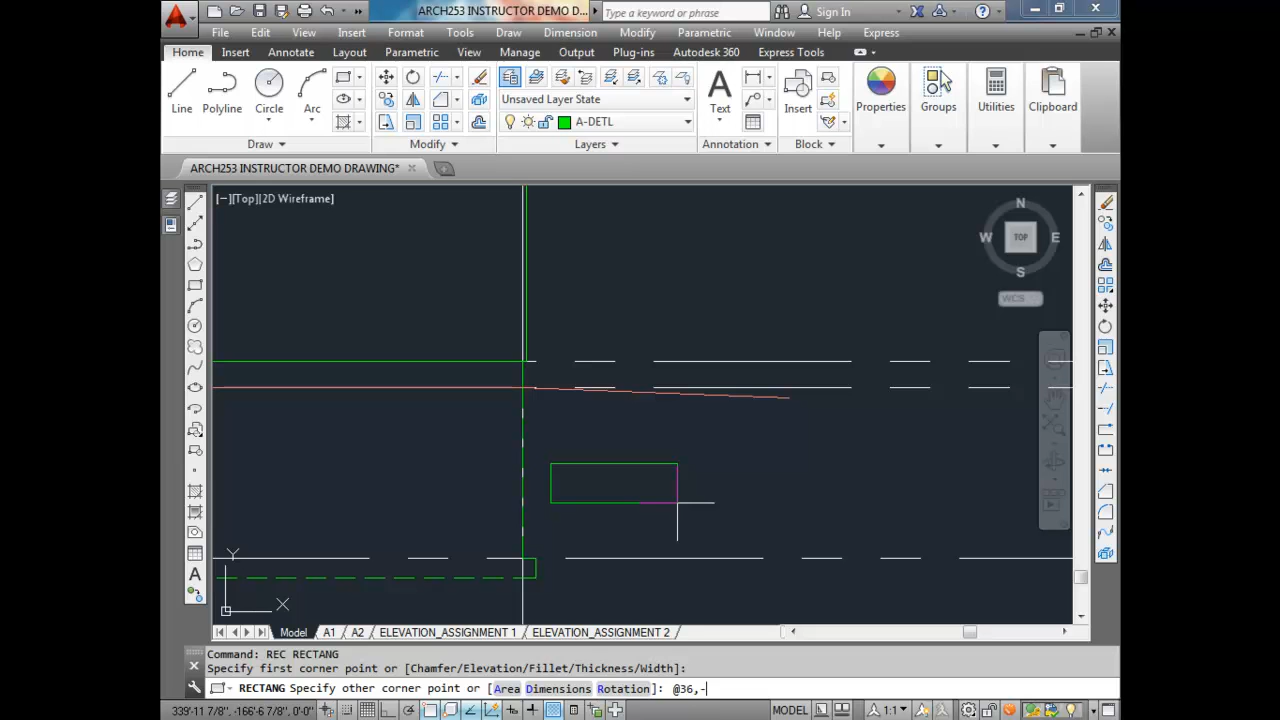 ARCH253 INSTRUCTOR DEMO D...
Type a keyword or phrase
Sign In
File Edit View Insert Format Tools Draw Dimension Modify Parametric Window Help Express
Home Insert Annotate Layout Parametric View Manage Output Plug-ins Autodesk 360 Express Tools
Unsaved Layer State
A-DETL
Line Polyline Circle Arc Text Insert Properties Groups Utilities Clipboard
Draw Modify Layers Annotation Block
ARCH253 INSTRUCTOR DEMO DRAWING*
[−][Top][2D Wireframe]
N
W TOP E
S
WCS
Y
X
Model A1 A2 ELEVATION_ASSIGNMENT 1 ELEVATION_ASSIGNMENT 2
Command: REC RECTANG
Specify first corner point or [Chamfer/Elevation/Fillet/Thickness/Width]:
RECTANG Specify other corner point or [Area Dimensions Rotation]: @36,-
339'-11 7/8", -166'-6 7/8", 0'-0" MODEL 1:1